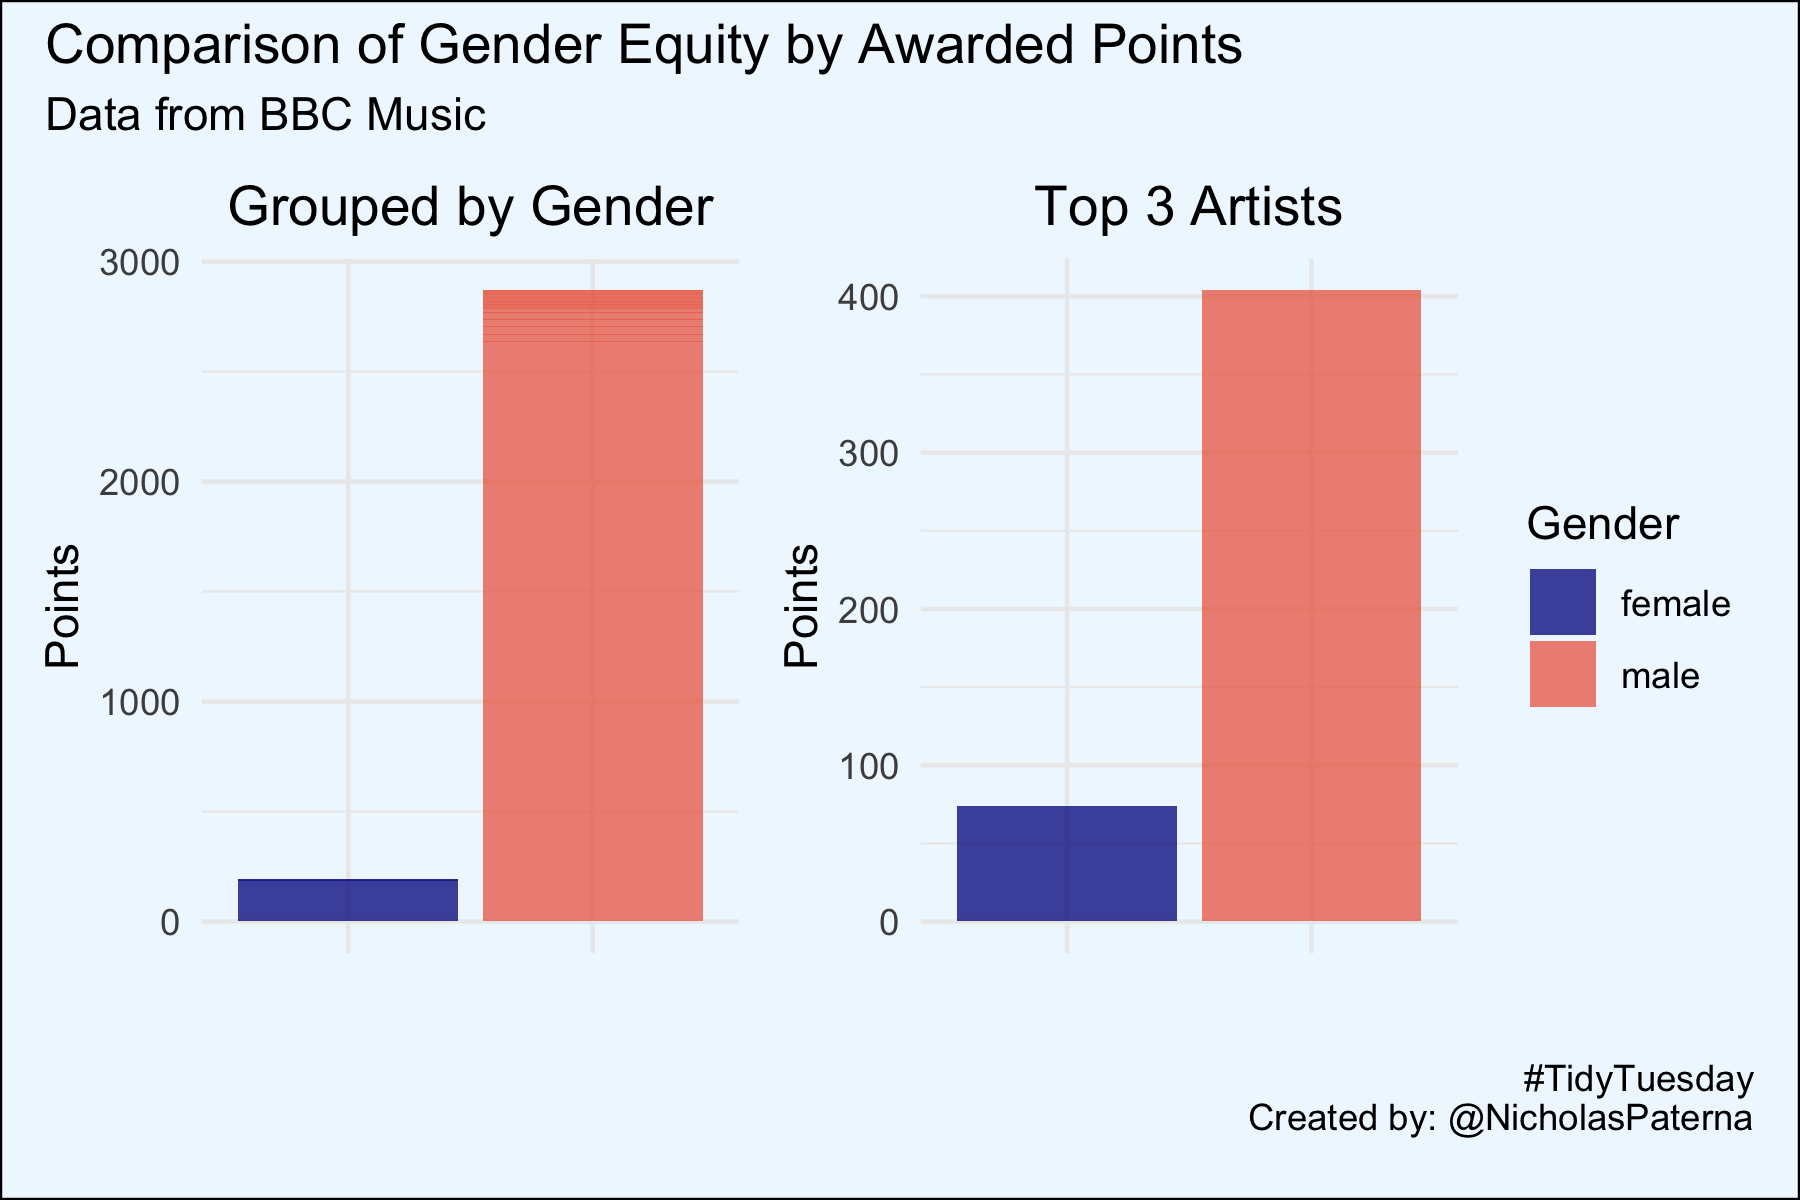 Comparison of Gender Equity by Awarded Points
Data from BBC Music
Grouped by Gender
3000
2000
1000
0
Points
Top 3 Artists
400
300
200
100
0
Points
Gender
female
male
#TidyTuesday
Created by: @NicholasPaterna